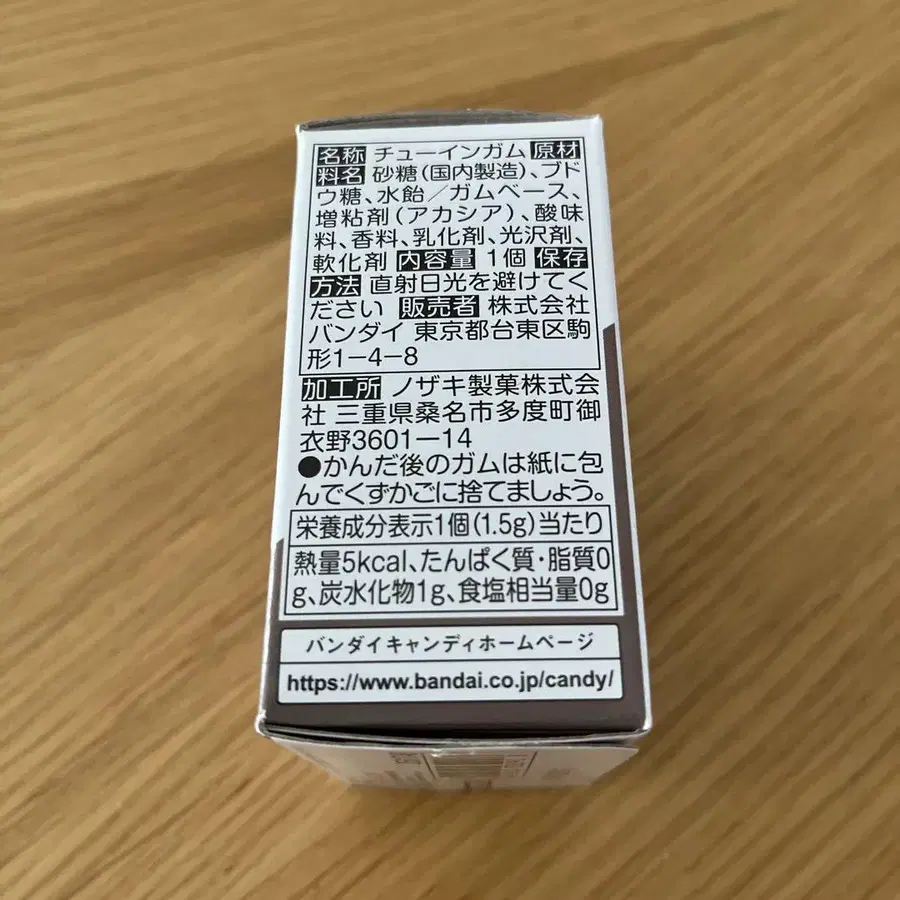 名称 チューインガム 原材
料名 砂糖(国内製造)、ブド
ウ糖、水飴/ガムベース、
増粘剤(アカシア)、酸味
料、香料、乳化剤、光沢剤、
軟化剤 内容量 1個 保存
方法 直射日光を避けてく
ださい 販売者 株式会社
バンダイ 東京都台東区駒
形1-4-8
加工所 ノザキ製菓株式会
社 三重県桑名市多度町御
衣野3601-14
●かんだ後のガムは紙に包
んでくずかごに捨てましょう。
栄養成分表示1個(1.5g)当たり
熱量5kcal、たんぱく質・脂質0
g、炭水化物1g、食塩相当量0g
バンダイキャンディホームページ
https://www.bandai.co.jp/candy/